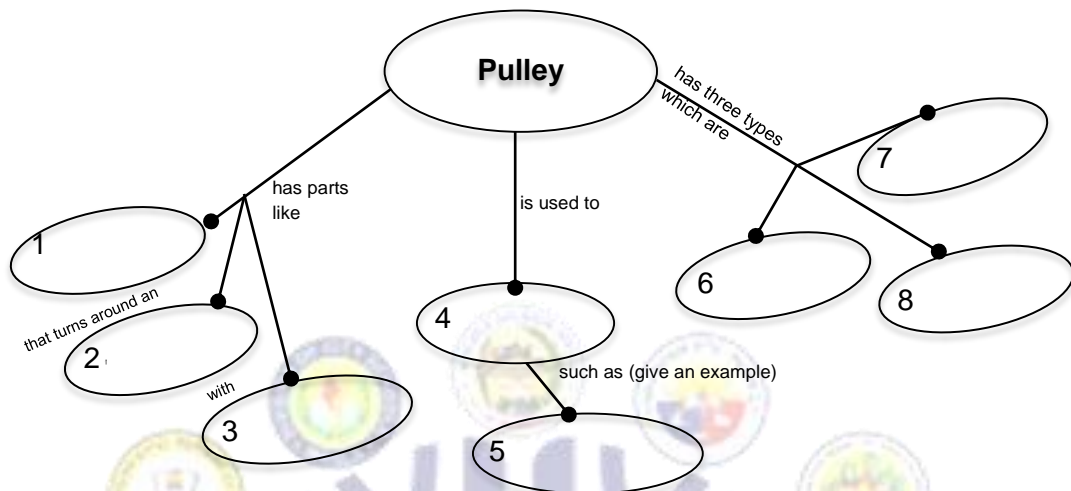 Pulley
has three types
which are
7
has parts
like
is used to
1
6
8
that turns around an
4
2
such as (give an example)
with
3
5